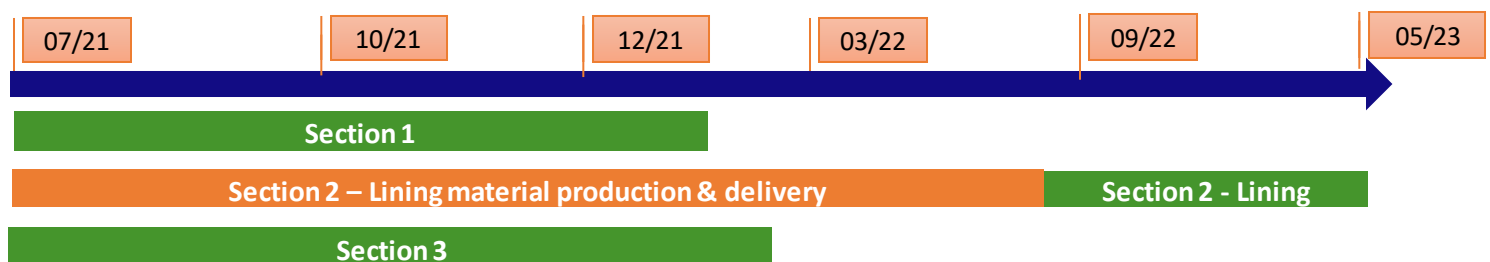 07/21
10/21
12/21
03/22
09/22
05/23
Section 1
Section 2 – Lining material production & delivery
Section 2 - Lining
Section 3